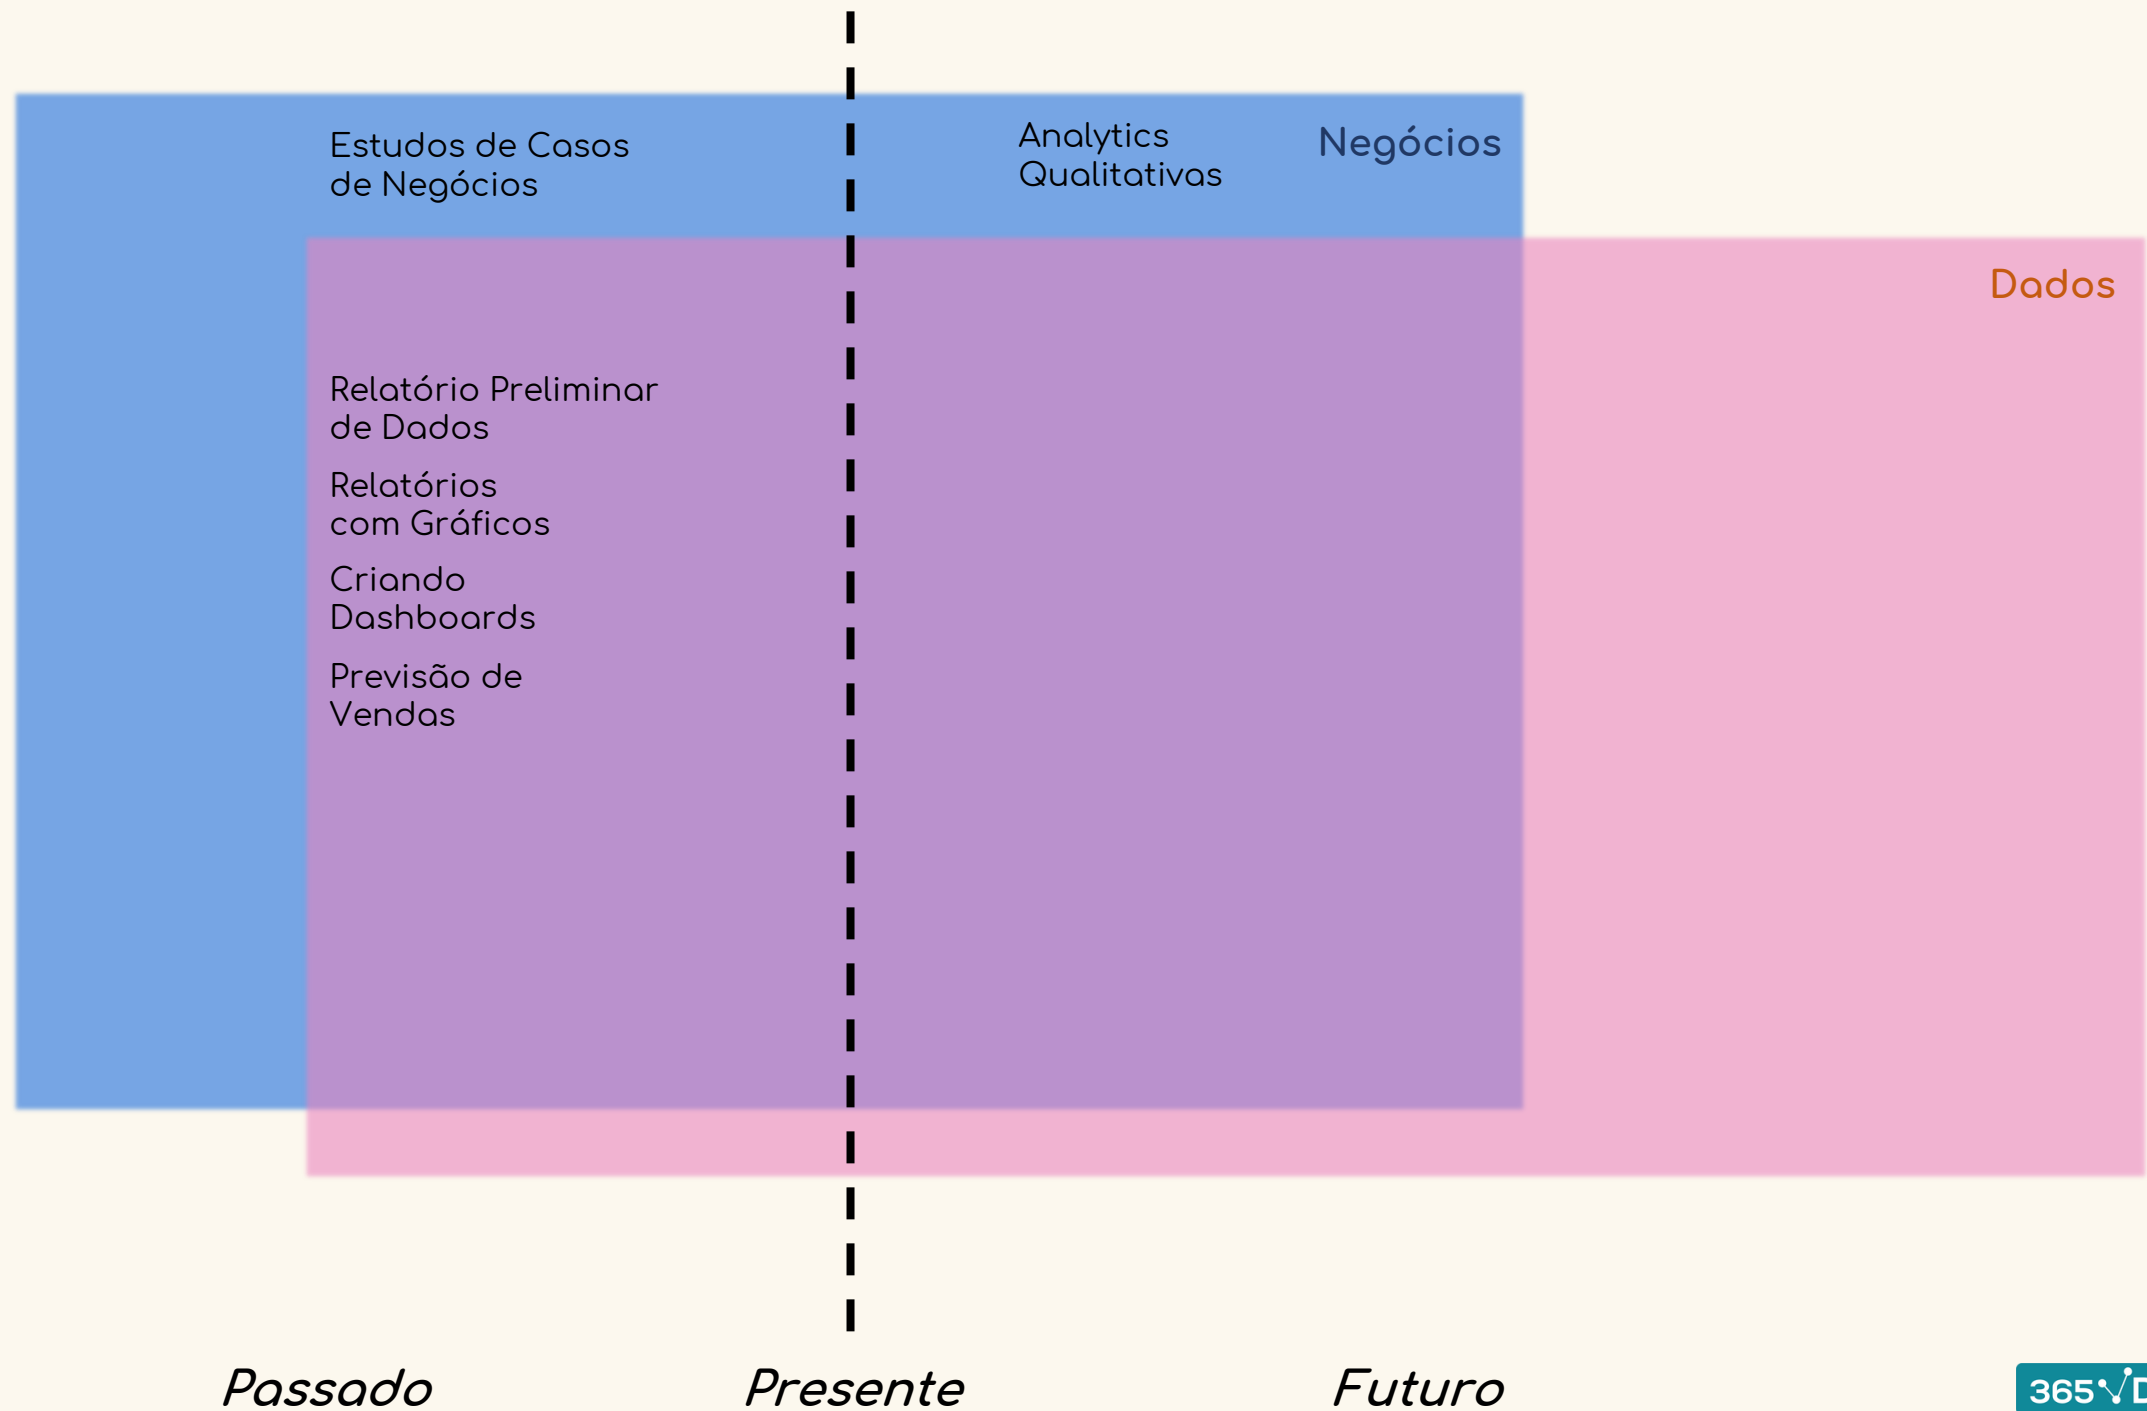 Estudos de Casos
de Negócios
Analytics
Qualitativas
Negócios
Dados
Relatório Preliminar
de Dados
Relatórios
com Gráficos
Criando
Dashboards
Previsão de
Vendas
Passado
Presente
Futuro
365